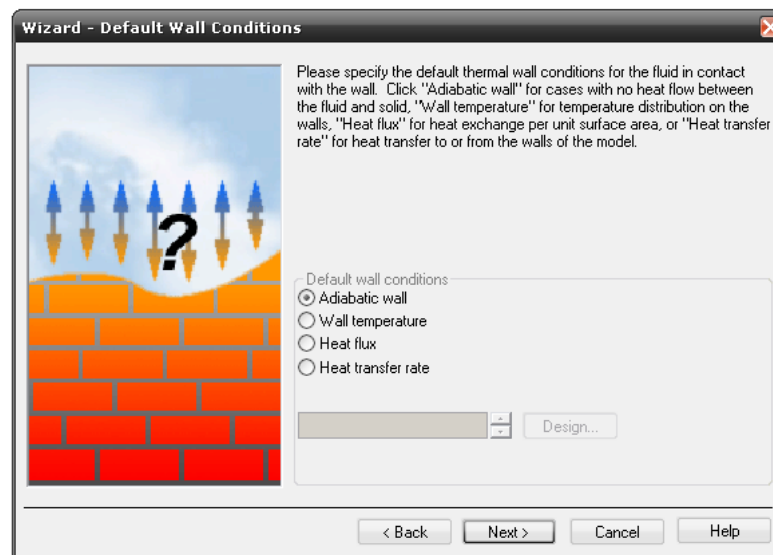 Wizard - Default Wall Conditions
Please specify the default thermal wall conditions for the fluid in contact
with the wall. Click "Adiabatic wall" for cases with no heat flow between
the fluid and solid, "Wall temperature" for temperature distribution on the
walls, "Heat flux" for heat exchange per unit surface area, or "Heat transfer
rate" for heat transfer to or from the walls of the model.
?
Default wall conditions
Adiabatic wall
Wall temperature
Heat flux
Heat transfer rate
Design...
< Back
Next >
Cancel
Help